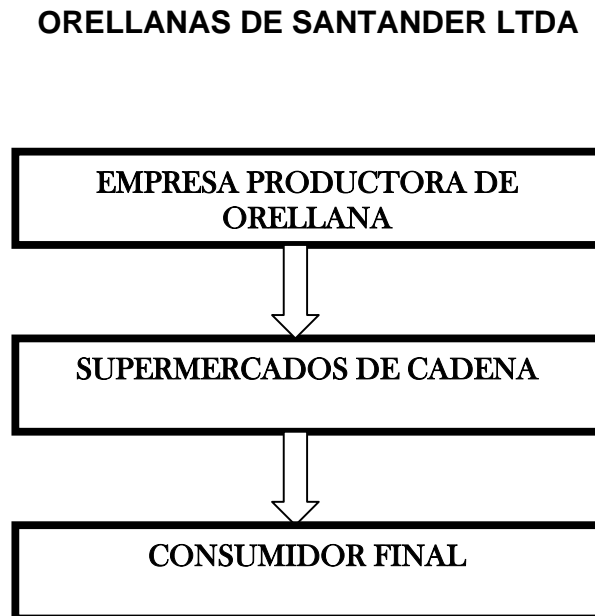 ORELLANAS DE SANTANDER LTDA
EMPRESA PRODUCTORA DE
ORELLANA
SUPERMERCADOS DE CADENA
CONSUMIDOR FINAL